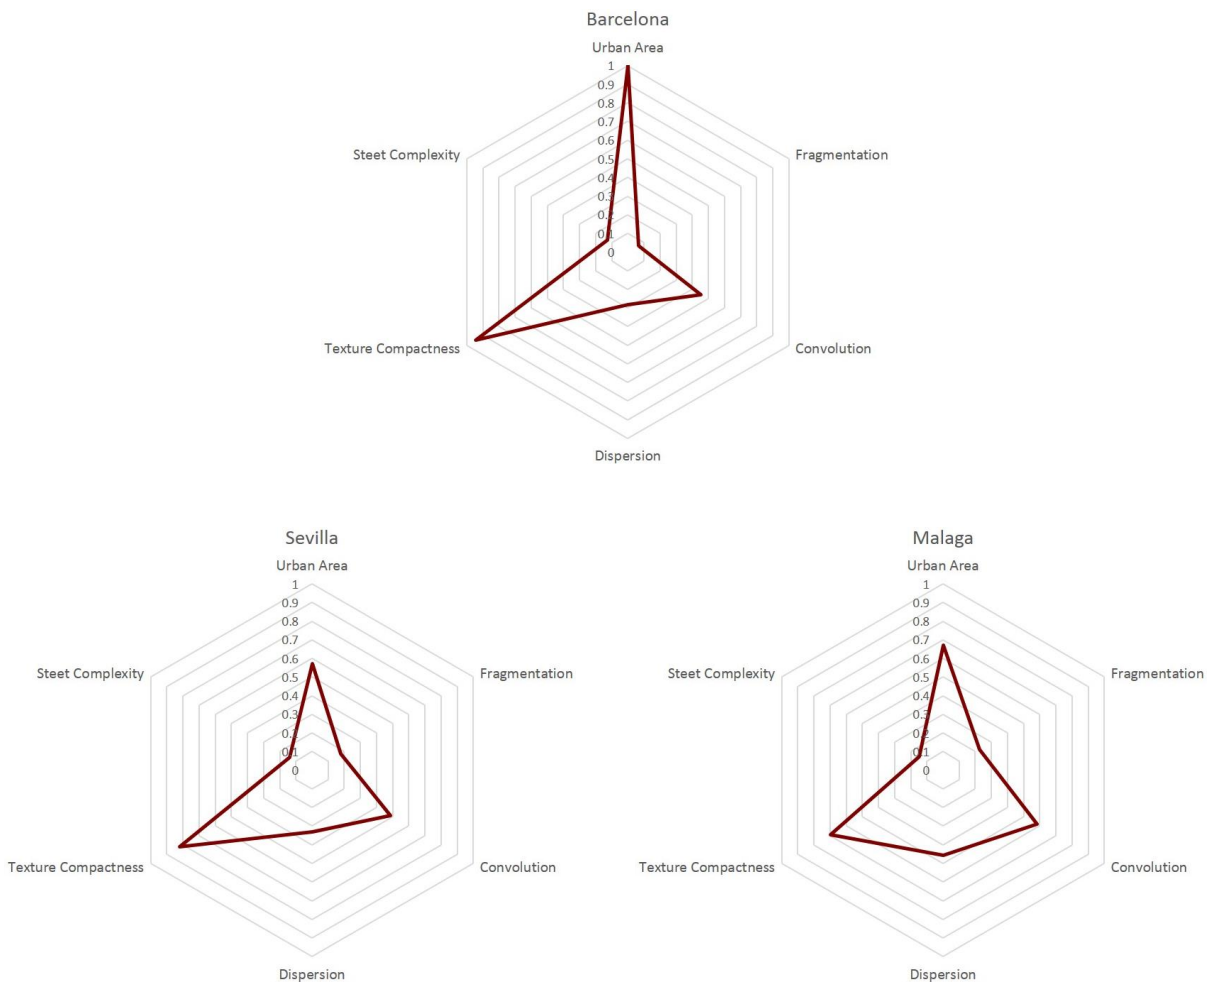 Barcelona
Urban Area
1
0.9
0.8
0.7
0.6
0.5
0.4
0.3
0.2
0.1
0
Steet Complexity
Fragmentation
Texture Compactness
Convolution
Dispersion
Sevilla
Urban Area
1
0.9
0.8
0.7
0.6
0.5
0.4
0.3
0.2
0.1
0
Steet Complexity
Fragmentation
Texture Compactness
Convolution
Dispersion
Malaga
Urban Area
1
0.9
0.8
0.7
0.6
0.5
0.4
0.3
0.2
0.1
0
Steet Complexity
Fragmentation
Texture Compactness
Convolution
Dispersion